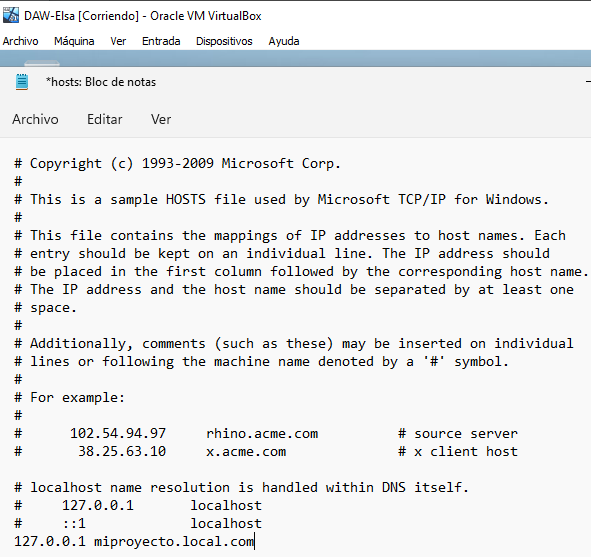 DAW-Elsa [Corriendo] - Oracle VM VirtualBox
Archivo Máquina Ver Entrada Dispositivos Ayuda
*hosts: Bloc de notas
Archivo Editar Ver
# Copyright (c) 1993-2009 Microsoft Corp.
#
# This is a sample HOSTS file used by Microsoft TCP/IP for Windows.
#
# This file contains the mappings of IP addresses to host names. Each
# entry should be kept on an individual line. The IP address should
# be placed in the first column followed by the corresponding host name.
# The IP address and the host name should be separated by at least one
# space.
#
# Additionally, comments (such as these) may be inserted on individual
# lines or following the machine name denoted by a '#' symbol.
#
# For example:
#
#      102.54.94.97     rhino.acme.com          # source server
#       38.25.63.10     x.acme.com              # x client host

# localhost name resolution is handled within DNS itself.
#     127.0.0.1       localhost
#     ::1             localhost
127.0.0.1 miproyecto.local.com